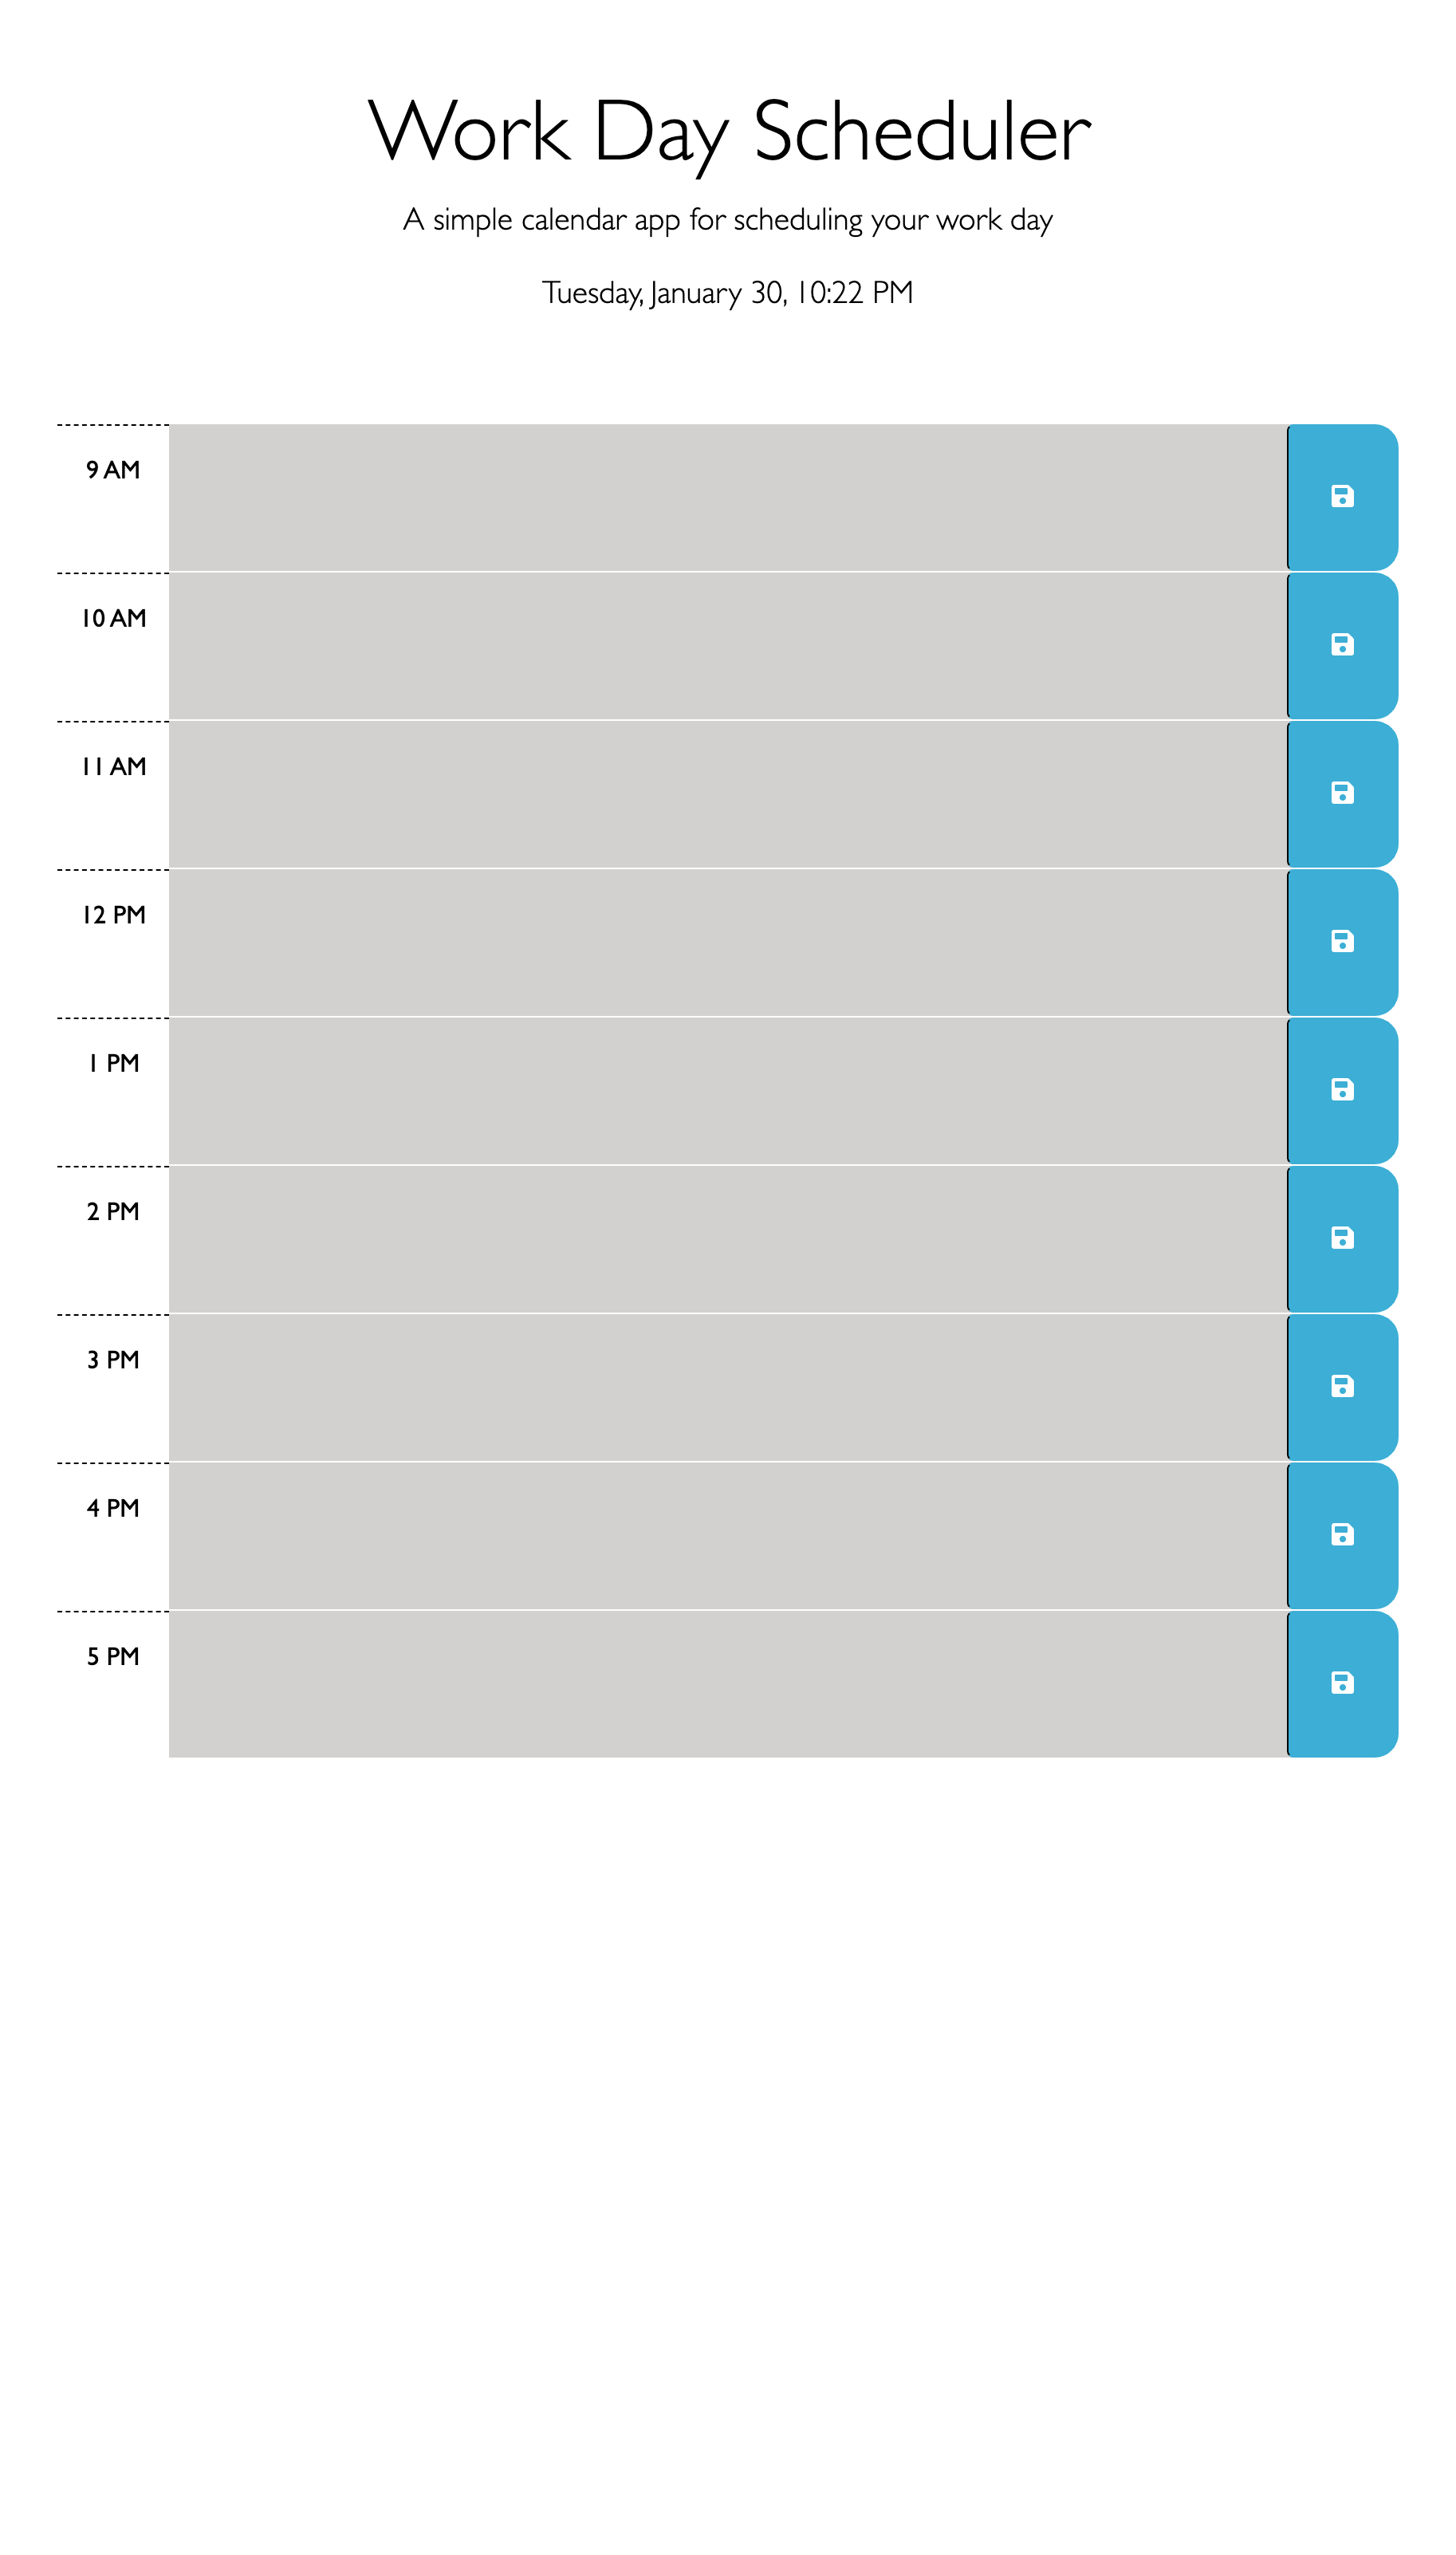 Work Day Scheduler
A simple calendar app for scheduling your work day
Tuesday, January 30, 10:22 PM
9 AM
10 AM
11 AM
12 PM
1 PM
2 PM
3 PM
4 PM
5 PM